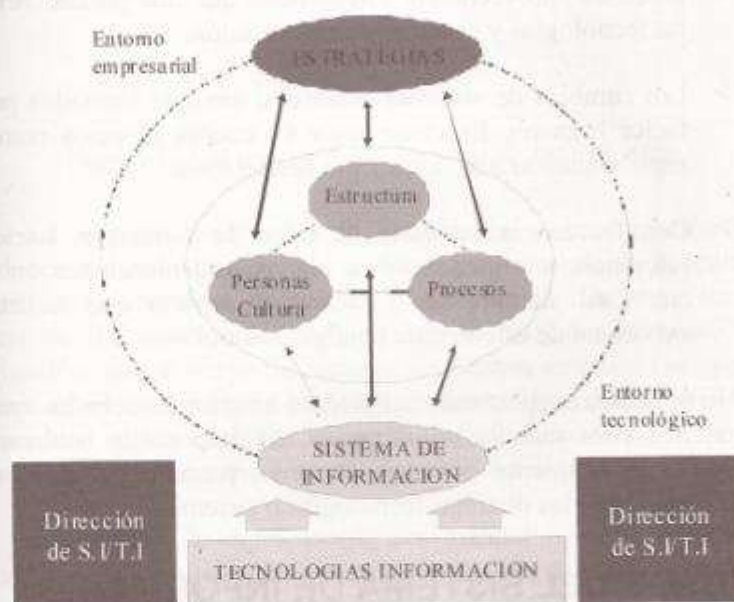 Entorno
empresarial
ESTRATEGIAS
Estructura
Personas
Cultura
Procesos
Entorno
tecnológico
SISTEMA DE
INFORMACION
Dirección
de S.I/T.I
Dirección
de S.I/T.I
TECNOLOGIAS INFORMACION